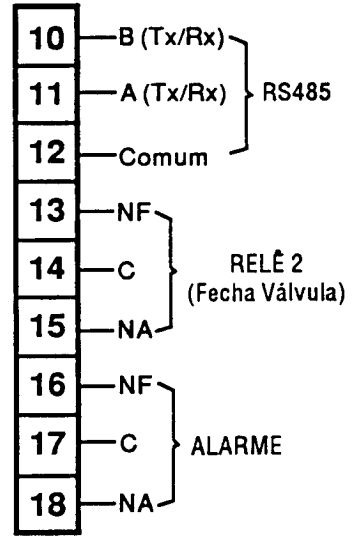 10 B (Tx/Rx)
11 A (Tx/Rx) RS485
12 Comum
13 NF
14 C RELÊ 2
(Fecha Válvula)
15 NA
16 NF
17 C ALARME
18 NA